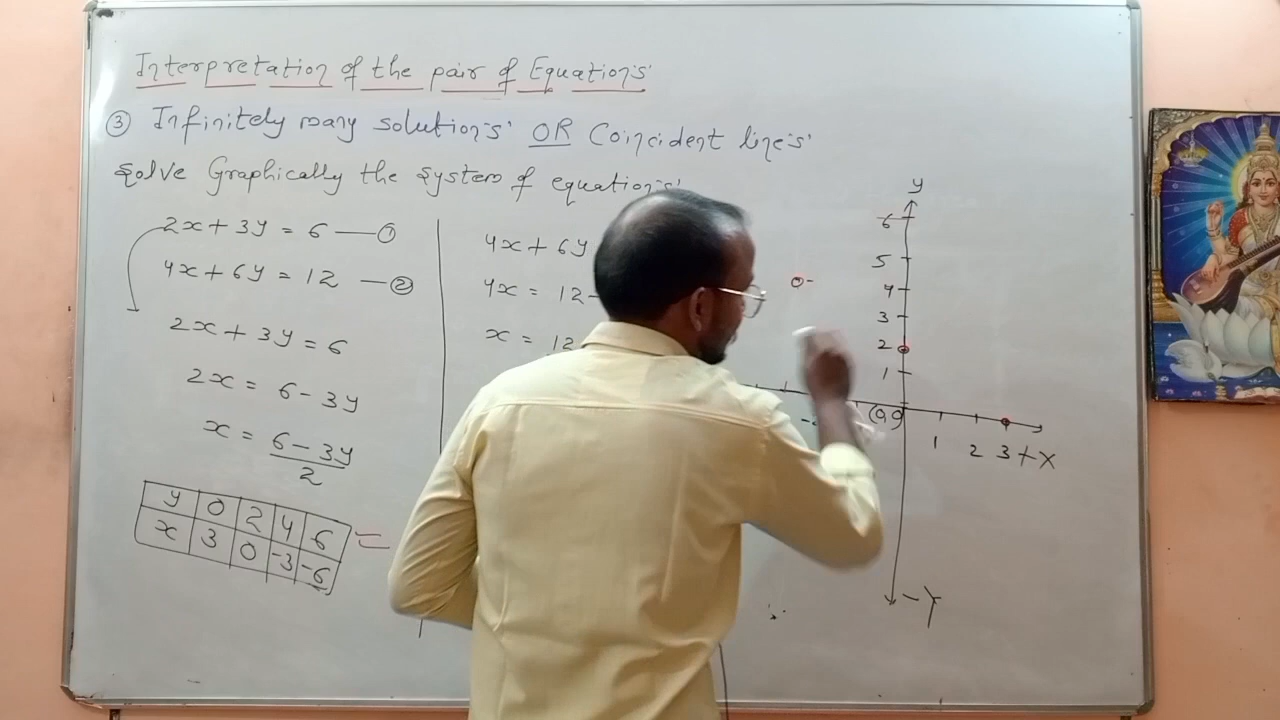 Interpretation of the pair of Equations
③ Infinitely many solutions OR Coincident lines
Solve Graphically the system of equations
2x + 3y = 6 — ①
4x + 6y = 12 — ②
2x + 3y = 6
2x = 6 - 3y
x = 6 - 3y / 2
y 0 2 4 6
x 3 0 -3 -6
=
4x + 6y
4x = 12 -
x = 12
y
6
5
4
3
2
1
(0,0)
1 2 3 +X
-Y